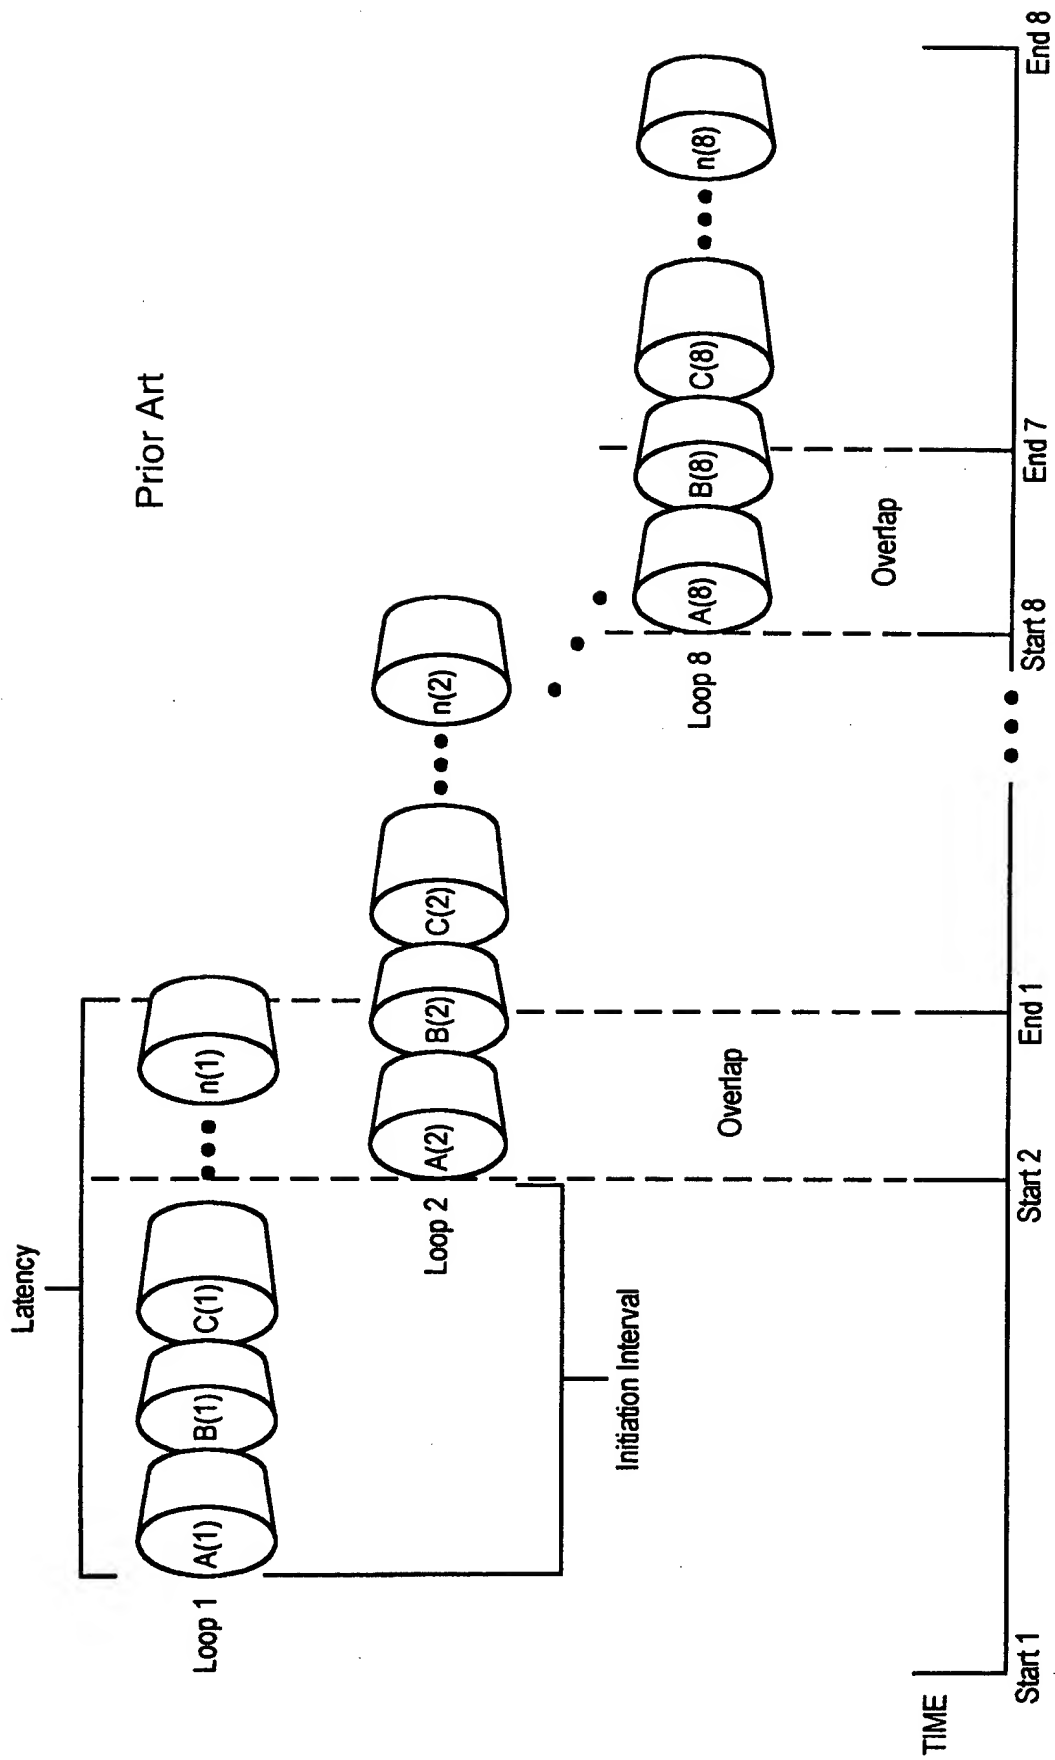 Prior Art
Latency
Loop 1
A(1)
B(1)
C(1)
n(1)
Loop 2
A(2)
B(2)
C(2)
n(2)
Initiation Interval
Loop 8
A(8)
B(8)
C(8)
n(8)
Overlap
Overlap
TIME
Start 1
Start 2
End 1
Start 8
End 7
End 8